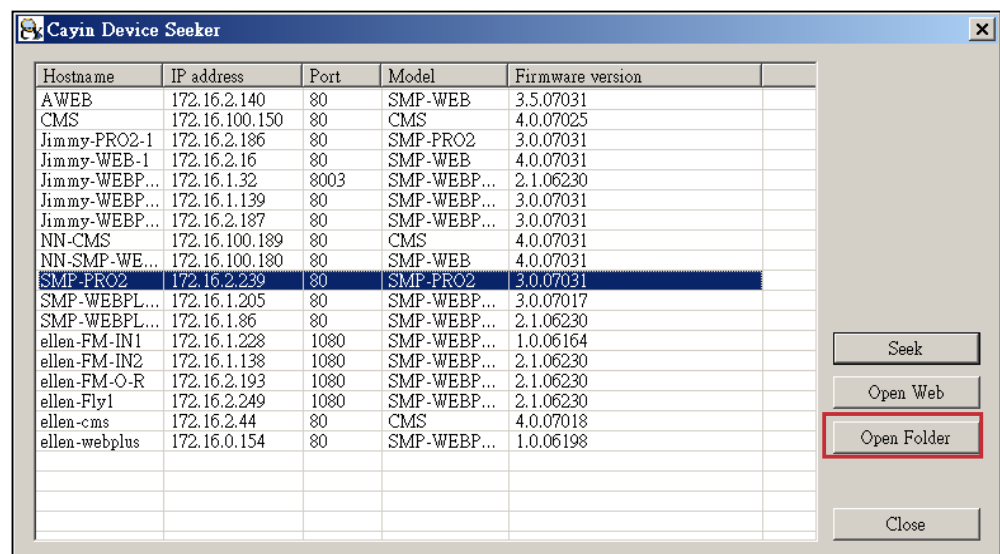 Cayin Device Seeker
Hostname IP address Port Model Firmware version
AWEB 172.16.2.140 80 SMP-WEB 3.5.07031
CMS 172.16.100.150 80 CMS 4.0.07025
Jimmy-PRO2-1 172.16.2.186 80 SMP-PRO2 3.0.07031
Jimmy-WEB-1 172.16.2.16 80 SMP-WEB 4.0.07031
Jimmy-WEBP... 172.16.1.32 8003 SMP-WEBP... 2.1.06230
Jimmy-WEBP... 172.16.1.139 80 SMP-WEBP... 3.0.07031
Jimmy-WEBP... 172.16.2.187 80 SMP-WEBP... 3.0.07031
NN-CMS 172.16.100.189 80 CMS 4.0.07031
NN-SMP-WE... 172.16.100.180 80 SMP-WEB 4.0.07031
SMP-PRO2 172.16.2.239 80 SMP-PRO2 3.0.07031
SMP-WEBPL... 172.16.1.205 80 SMP-WEBP... 3.0.07017
SMP-WEBPL... 172.16.1.86 80 SMP-WEBP... 2.1.06230
ellen-FM-IN1 172.16.1.228 1080 SMP-WEBP... 1.0.06164
ellen-FM-IN2 172.16.1.138 1080 SMP-WEBP... 2.1.06230
ellen-FM-O-R 172.16.2.193 1080 SMP-WEBP... 2.1.06230
ellen-Fly1 172.16.2.249 1080 SMP-WEBP... 2.1.06230
ellen-cms 172.16.2.44 80 CMS 4.0.07018
ellen-webplus 172.16.0.154 80 SMP-WEBP... 1.0.06198
Seek
Open Web
Open Folder
Close